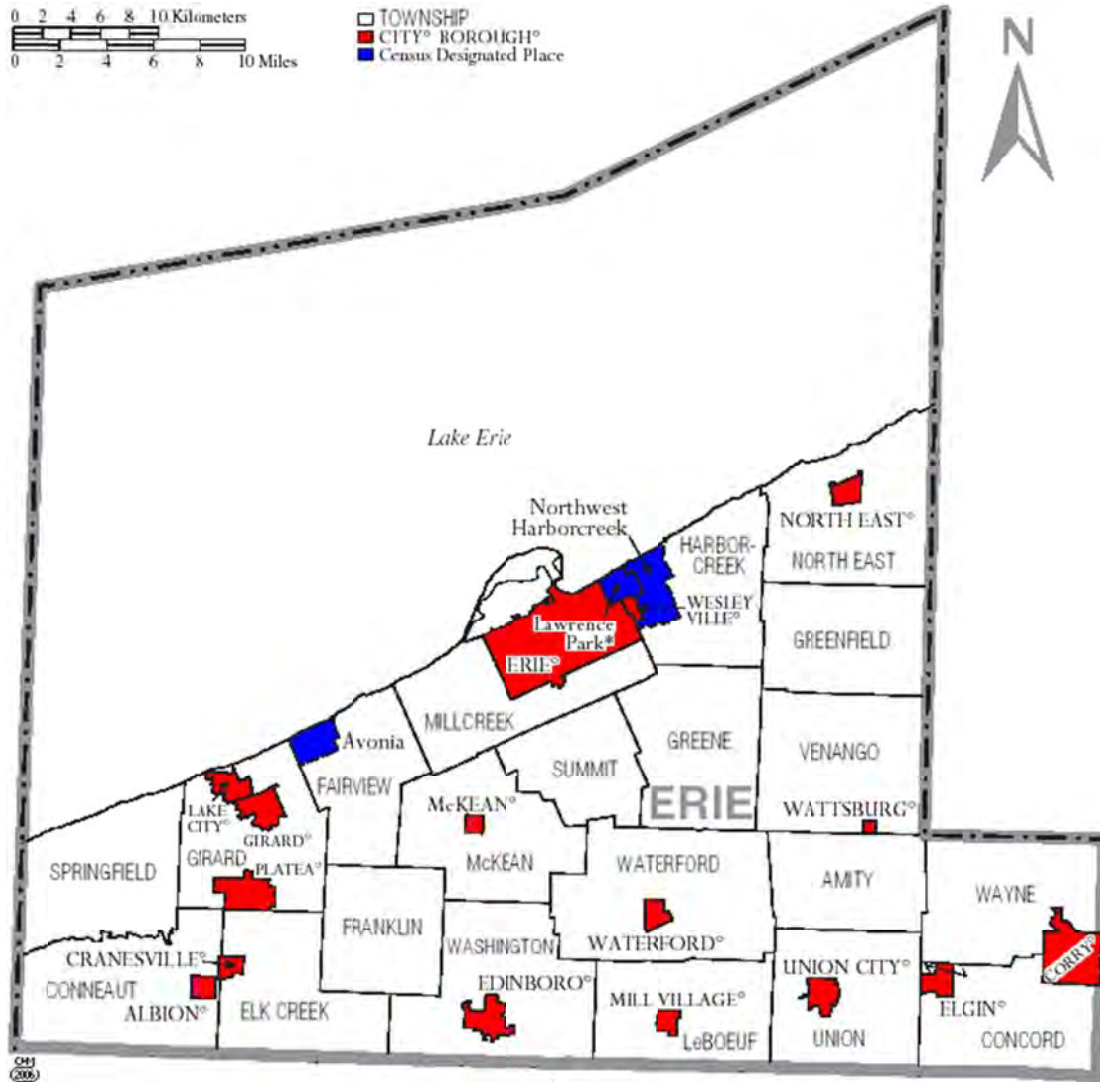 0 2 4 6 8 10 Kilometers
0 2 4 6 8 10 Miles
TOWNSHIP
CITY° BOROUGH°
Census Designated Place
N
Lake Erie
Northwest
Harborcreek
HARBOR-
CREEK
NORTH EAST°
NORTH EAST
WESLEY
VILLE°
Lawrence
Park*
ERIE°
GREENFIELD
MILLCREEK
Avonia
FAIRVIEW
SUMMIT
GREENE
VENANGO
ERIE
WATTSBURG°
LAKE
CITY°
GIRARD°
GIRARD
PLATEA°
McKEAN°
McKEAN
SPRINGFIELD
WATERFORD
AMITY
WAYNE
FRANKLIN
WASHINGTON
WATERFORD°
CORRY°
CRANESVILLE°
CONNEAUT
ALBION°
ELK CREEK
EDINBORO°
MILL VILLAGE°
LeBOEUF
UNION CITY°
UNION
ELGIN°
CONCORD
(2006)